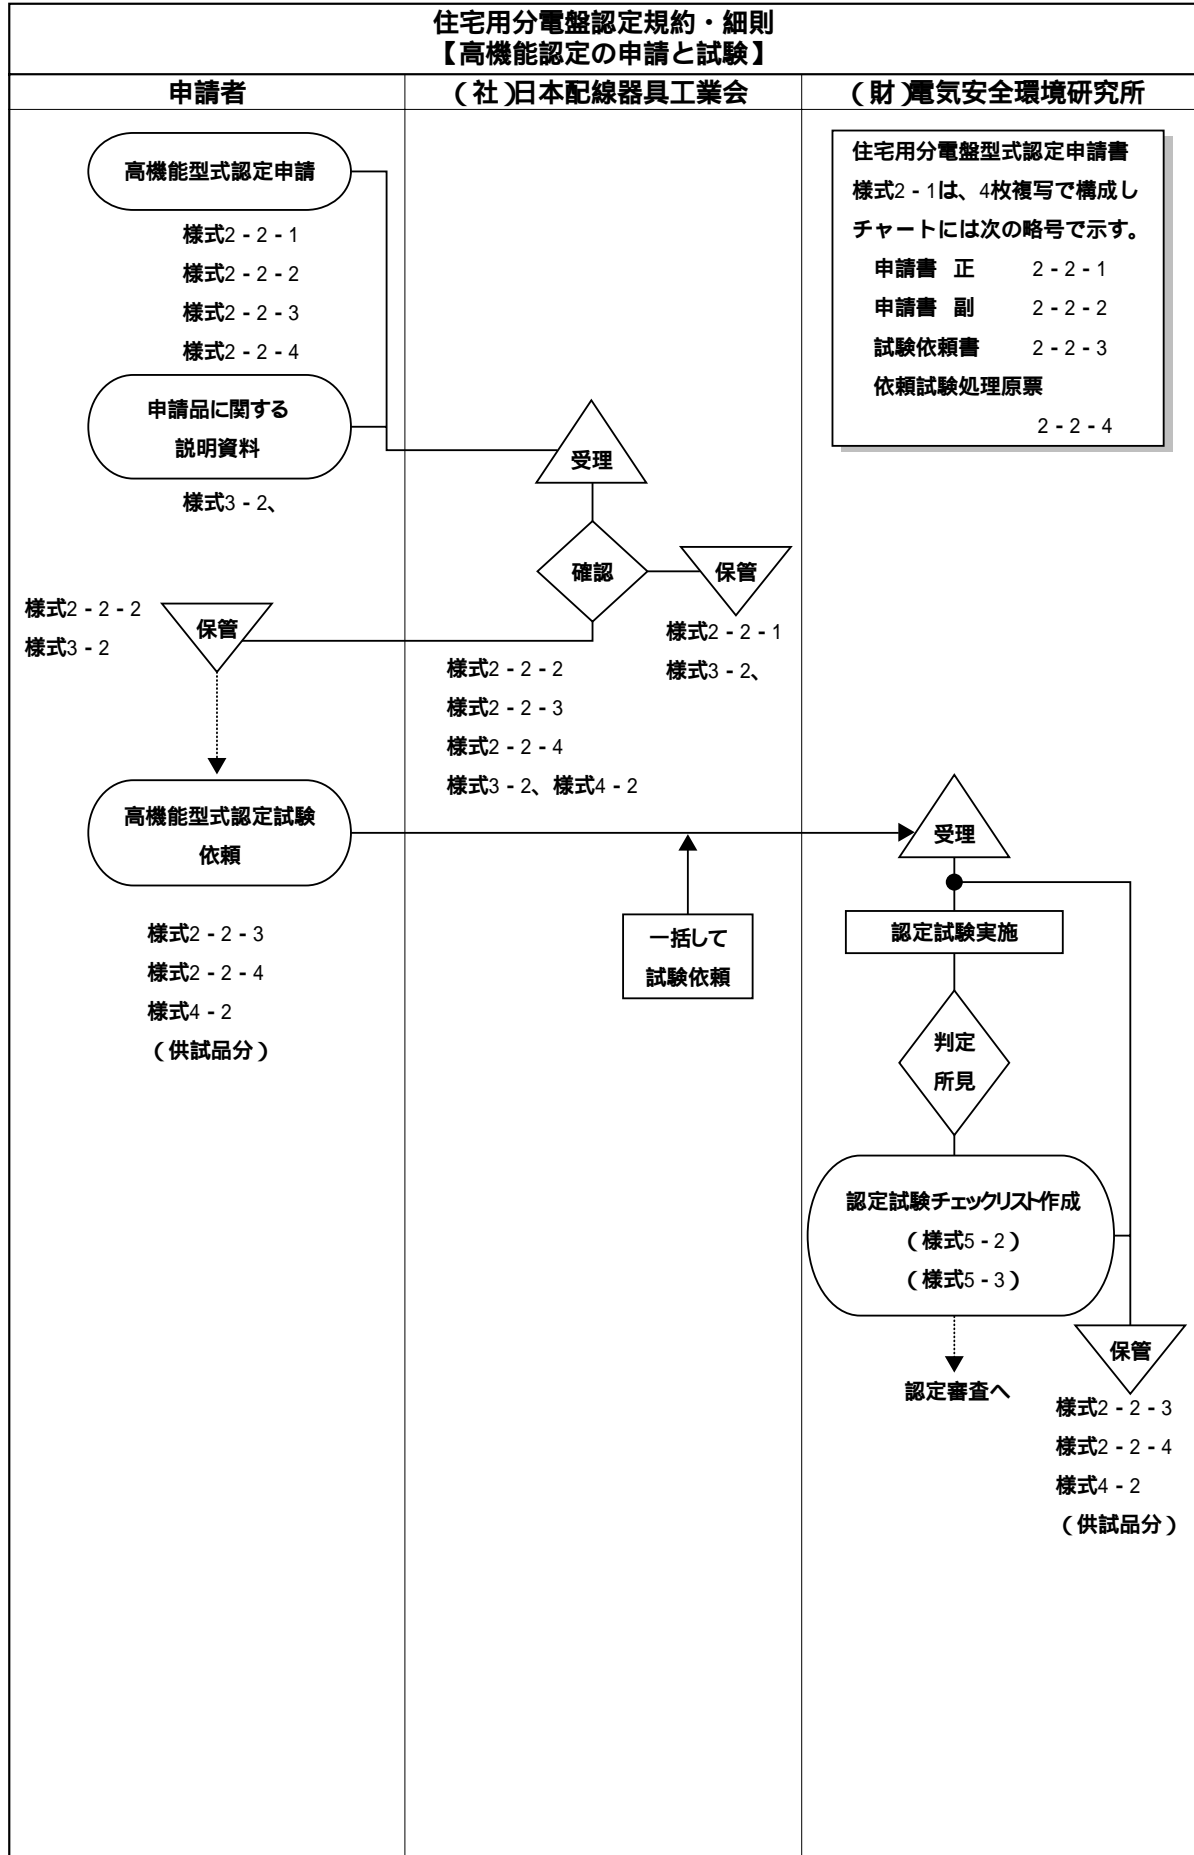 住宅用分電盤認定規約・細則
【高機能認定の申請と試験】
申請者
（社）日本配線器具工業会
（財）電気安全環境研究所
高機能型式認定申請
様式2 - 2 - 1
様式2 - 2 - 2
様式2 - 2 - 3
様式2 - 2 - 4
申請品に関する
説明資料
様式3 - 2、
住宅用分電盤型式認定申請書
様式2 - 1は、4枚複写で構成し
チャートには次の略号で示す。
申請書 正 2 - 2 - 1
申請書 副 2 - 2 - 2
試験依頼書 2 - 2 - 3
依頼試験処理原票
2 - 2 - 4
受理
確認
保管
様式2 - 2 - 1
様式3 - 2、
様式2 - 2 - 2
様式3 - 2
保管
様式2 - 2 - 2
様式2 - 2 - 3
様式2 - 2 - 4
様式3 - 2、様式4 - 2
高機能型式認定試験
依頼
様式2 - 2 - 3
様式2 - 2 - 4
様式4 - 2
（供試品分）
一括して
試験依頼
受理
認定試験実施
判定
所見
認定試験チェックリスト作成
（様式5 - 2）
（様式5 - 3）
認定審査へ
保管
様式2 - 2 - 3
様式2 - 2 - 4
様式4 - 2
（供試品分）